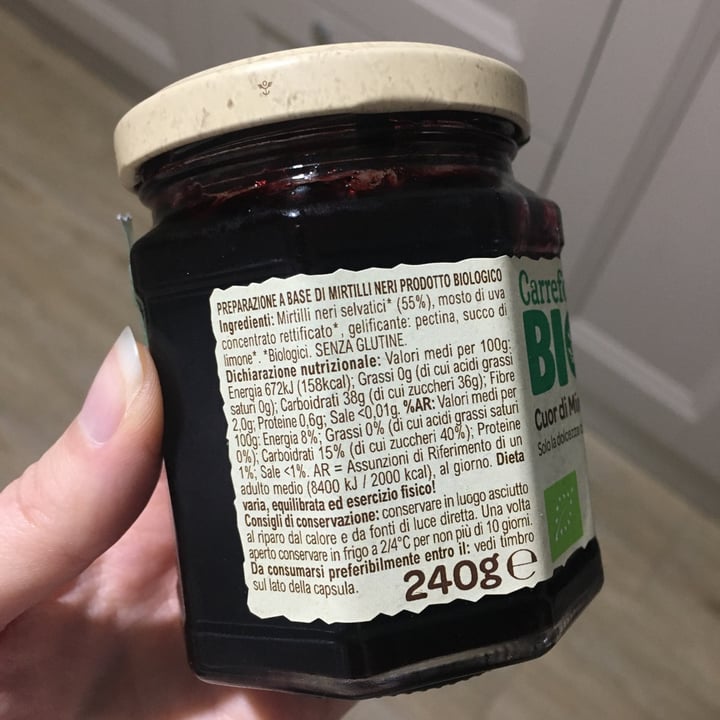 PREPARAZIONE A BASE DI MIRTILLI NERI PRODOTTO BIOLOGICO
Ingredienti: Mirtilli neri selvatici* (55%), mosto di uva
concentrato rettificato*, gelificante: pectina, succo di
limone*. *Biologici. SENZA GLUTINE.
Dichiarazione nutrizionale: Valori medi per 100g:
Energia 672kJ (158kcal); Grassi 0g (di cui acidi grassi
saturi 0g); Carboidrati 38g (di cui zuccheri 36g); Fibre
2,0g; Proteine 0,6g; Sale <0,01g. %AR: Valori medi per
100g: Energia 8%; Grassi 0% (di cui acidi grassi saturi
0%); Carboidrati 15% (di cui zuccheri 40%); Proteine
1%; Sale <1%. AR = Assunzioni di Riferimento di un
adulto medio (8400 kJ / 2000 kcal), al giorno. Dieta
varia, equilibrata ed esercizio fisico!
Consigli di conservazione: conservare in luogo asciutto
al riparo dal calore e da fonti di luce diretta. Una volta
aperto conservare in frigo a 2/4°C per non più di 10 giorni.
Da consumarsi preferibilmente entro il: vedi timbro
sul lato della capsula.
240g e
Carref
BIO
Cuor di Mi
Solo la dolcezza d